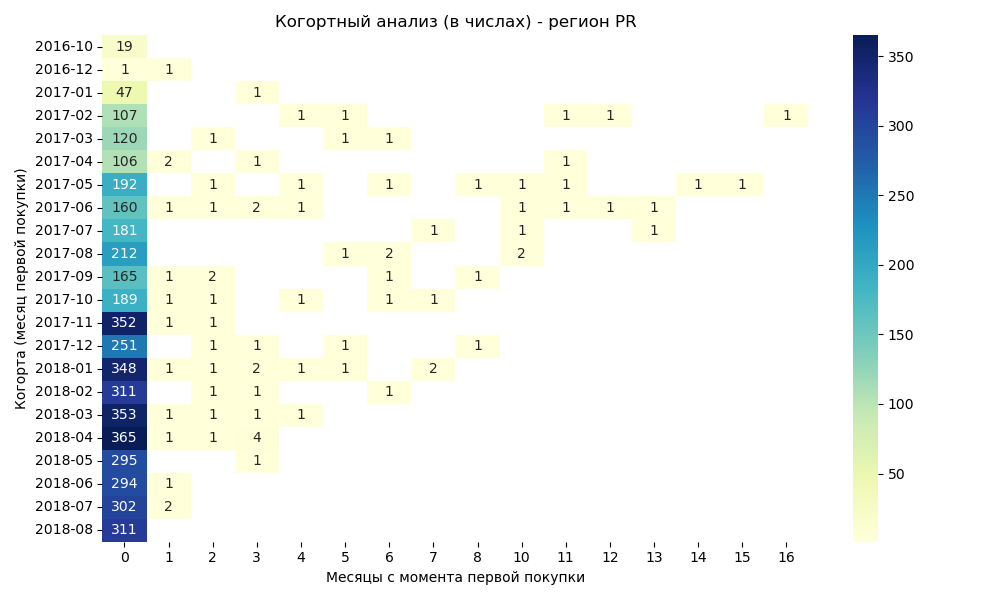 Когортный анализ (в числах) - регион PR
Когорта (месяц первой покупки)
2016-10 19
2016-12 1 1
2017-01 47 1
2017-02 107 1 1 1 1 1
2017-03 120 1 1 1
2017-04 106 2 1 1
2017-05 192 1 1 1 1 1 1 1 1
2017-06 160 1 1 2 1 1 1 1 1
2017-07 181 1 1 1
2017-08 212 1 2 2
2017-09 165 1 2 1 1
2017-10 189 1 1 1 1 1
2017-11 352 1 1
2017-12 251 1 1 1 1
2018-01 348 1 1 2 1 1 2
2018-02 311 1 1 1
2018-03 353 1 1 1 1
2018-04 365 1 1 4
2018-05 295 1
2018-06 294 1
2018-07 302 2
2018-08 311
0 1 2 3 4 5 6 7 8 10 11 12 13 14 15 16
Месяцы с момента первой покупки
350
300
250
200
150
100
50